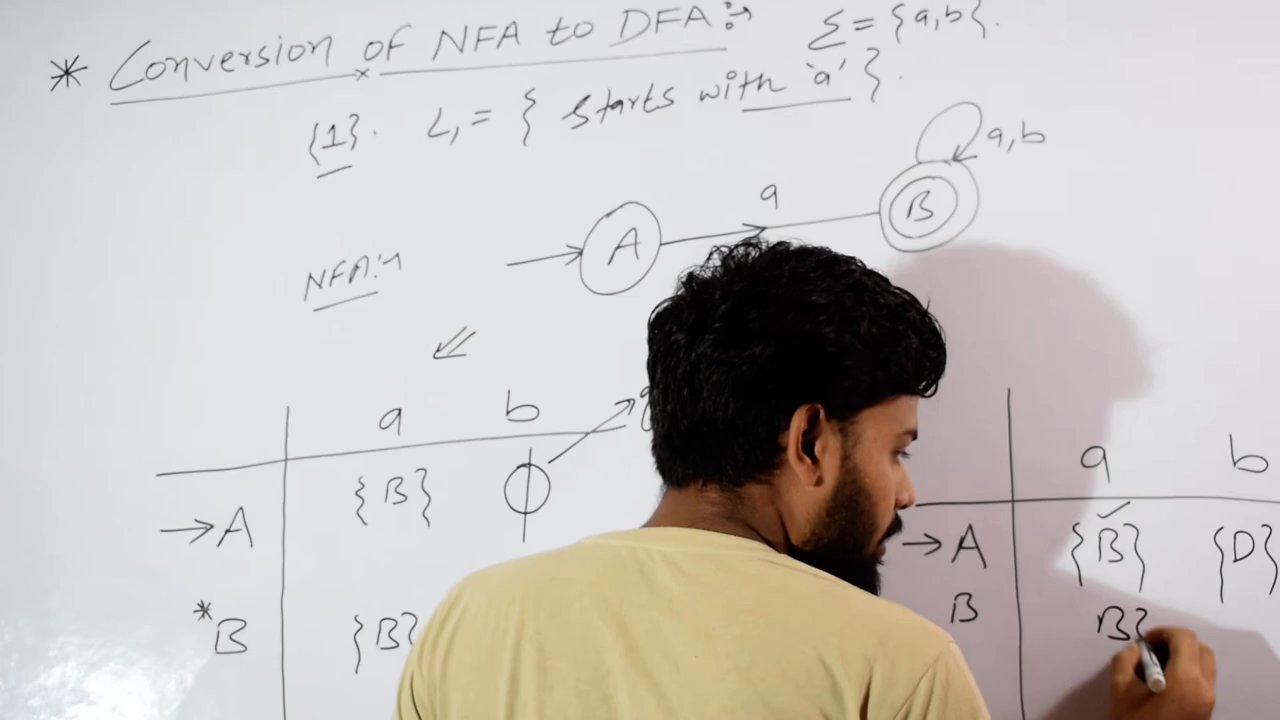 * Conversion of NFA to DFA:→ Σ = {a,b}.
{1}. L₁ = { starts with 'a' }.
a,b
a
B
A
NFA:→
a b
→A {B} ϕ
*B {B}
a b
→A {B} {D}
B B}